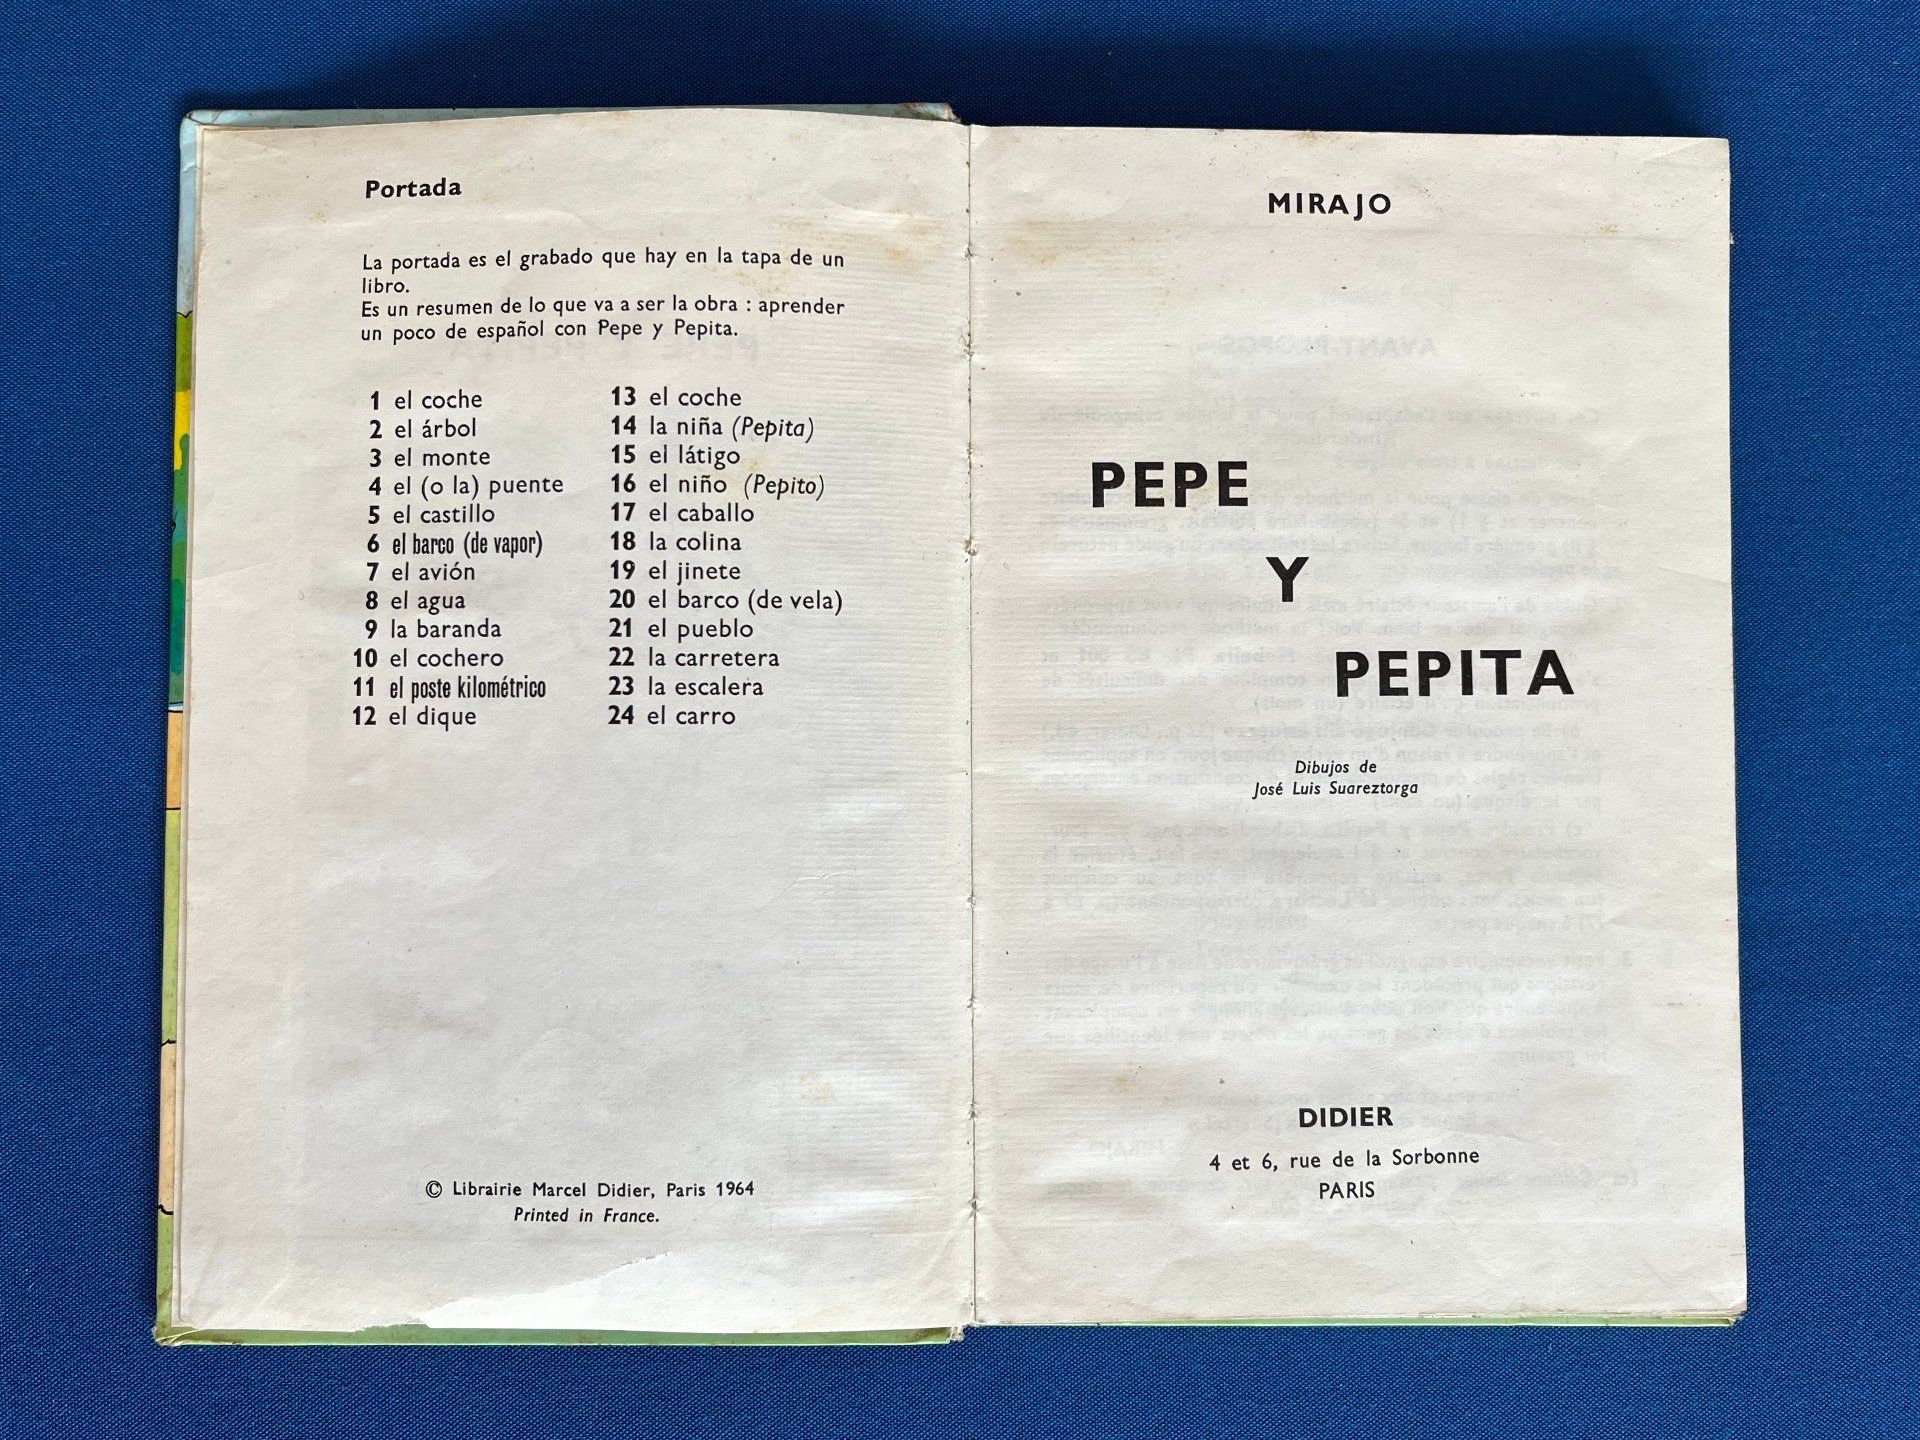 Portada
La portada es el grabado que hay en la tapa de un
libro.
Es un resumen de lo que va a ser la obra : aprender
un poco de español con Pepe y Pepita.
1 el coche
2 el árbol
3 el monte
4 el (o la) puente
5 el castillo
6 el barco (de vapor)
7 el avión
8 el agua
9 la baranda
10 el cochero
11 el poste kilométrico
12 el dique
13 el coche
14 la niña (Pepita)
15 el látigo
16 el niño (Pepito)
17 el caballo
18 la colina
19 el jinete
20 el barco (de vela)
21 el pueblo
22 la carretera
23 la escalera
24 el carro
© Librairie Marcel Didier, Paris 1964
Printed in France.
MIRAJO
PEPE
Y
PEPITA
Dibujos de
José Luis Suareztorga
DIDIER
4 et 6, rue de la Sorbonne
PARIS